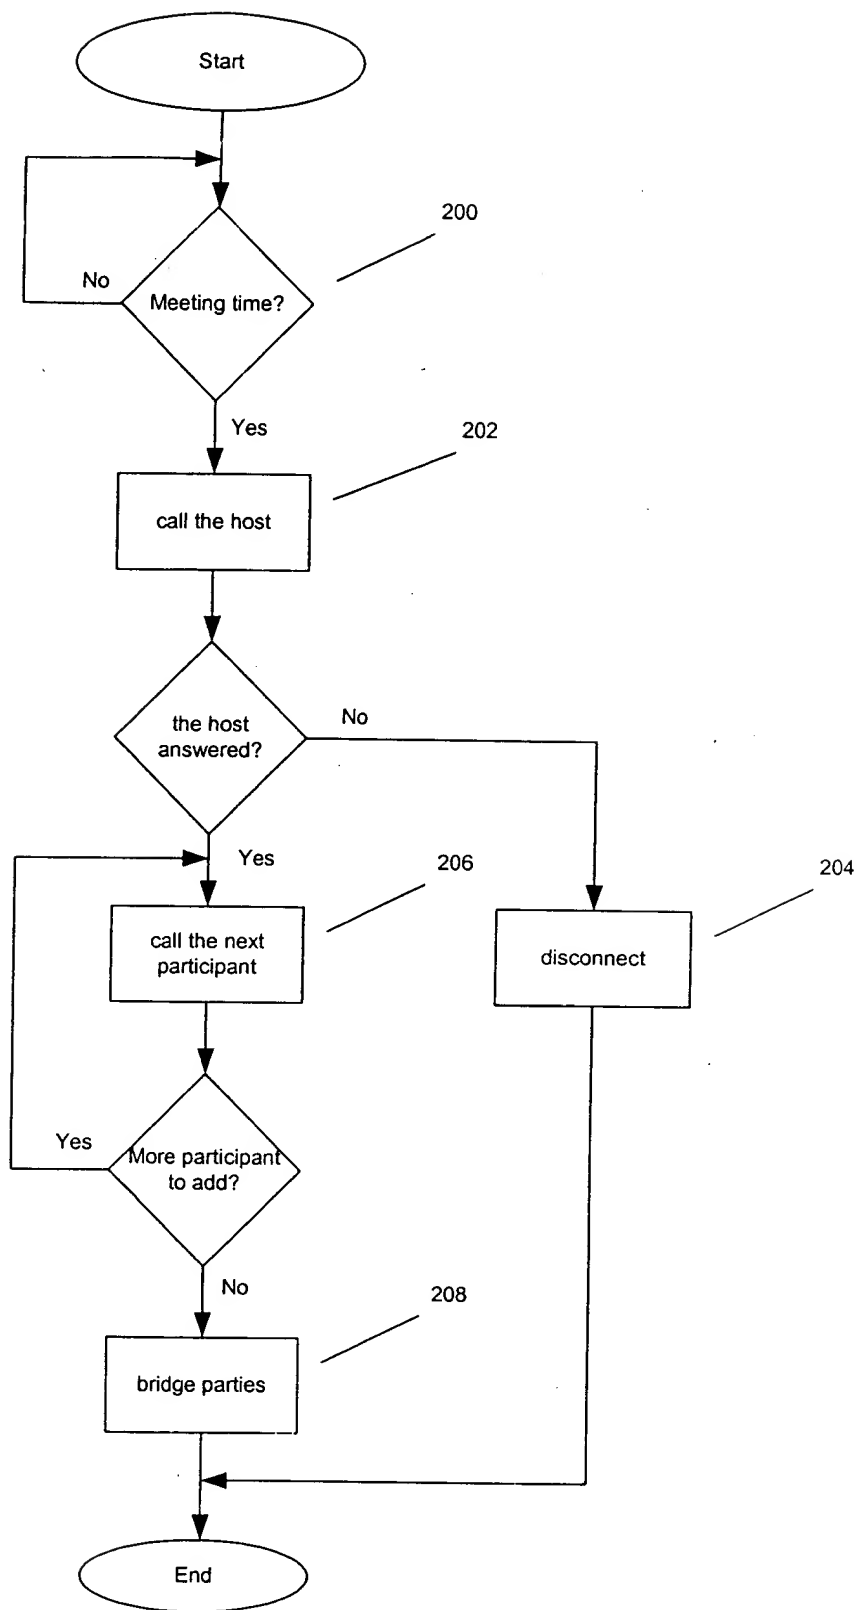 Start
200
No
Meeting time?
Yes
202
call the host
the host
answered?
No
Yes
206
204
call the next
participant
disconnect
Yes
More participant
to add?
No
208
bridge parties
End